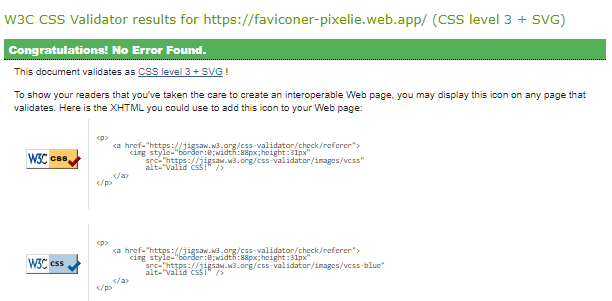 W3C CSS Validator results for https://faviconer-pixelie.web.app/ (CSS level 3 + SVG)
Congratulations! No Error Found.
This document validates as CSS level 3 + SVG !
To show your readers that you've taken the care to create an interoperable Web page, you may display this icon on any page that
validates. Here is the XHTML you could use to add this icon to your Web page:
W3C css
<p>
<a href="https://jigsaw.w3.org/css-validator/check/referer">
<img style="border:0;width:88px;height:31px"
src="https://jigsaw.w3.org/css-validator/images/vcss"
alt="Valid CSS!" />
</a>
</p>
W3C css
<p>
<a href="https://jigsaw.w3.org/css-validator/check/referer">
<img style="border:0;width:88px;height:31px"
src="https://jigsaw.w3.org/css-validator/images/vcss-blue"
alt="Valid CSS!" />
</a>
</p>